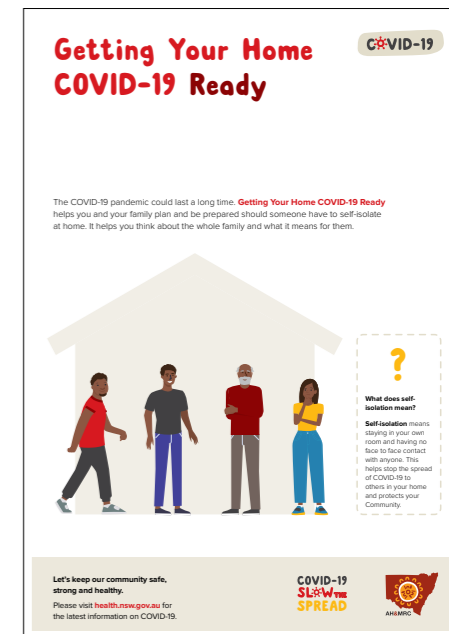 Getting Your Home
COVID-19 Ready
COVID-19
The COVID-19 pandemic could last a long time. Getting Your Home COVID-19 Ready
helps you and your family plan and be prepared should someone have to self-isolate
at home. It helps you think about the whole family and what it means for them.
?
What does self-
isolation mean?
Self-isolation means
staying in your own
room and having no
face to face contact
with anyone. This
helps stop the spread
of COVID-19 to
others in your home
and protects your
Community.
Let's keep our community safe,
strong and healthy.
Please visit health.nsw.gov.au for
the latest information on COVID-19.
COVID-19
SLOW THE
SPREAD
AH&MRC